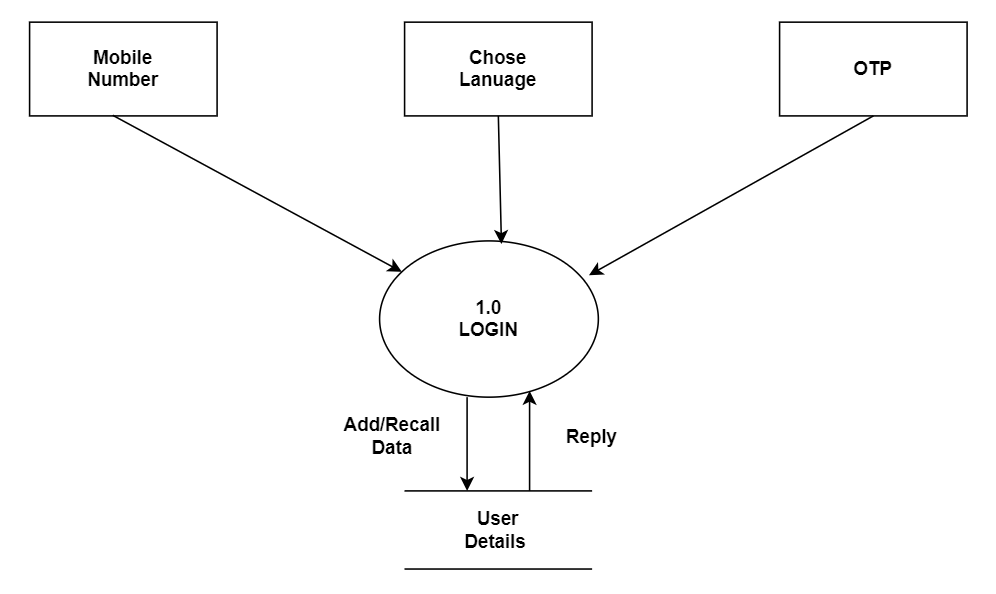 Mobile
Number
Chose
Lanuage
OTP
1.0
LOGIN
Add/Recall
Data
Reply
User
Details